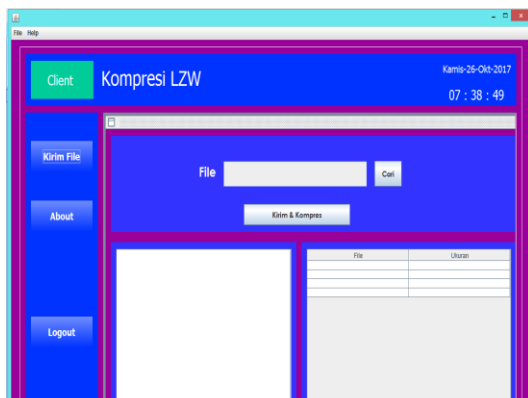 File Help
Client
Kompresi LZW
Kamis-26-Okt-2017
07 : 38 : 49
Kirim File
About
Logout
File
Cari
Kirim & Kompres
File Ukuran